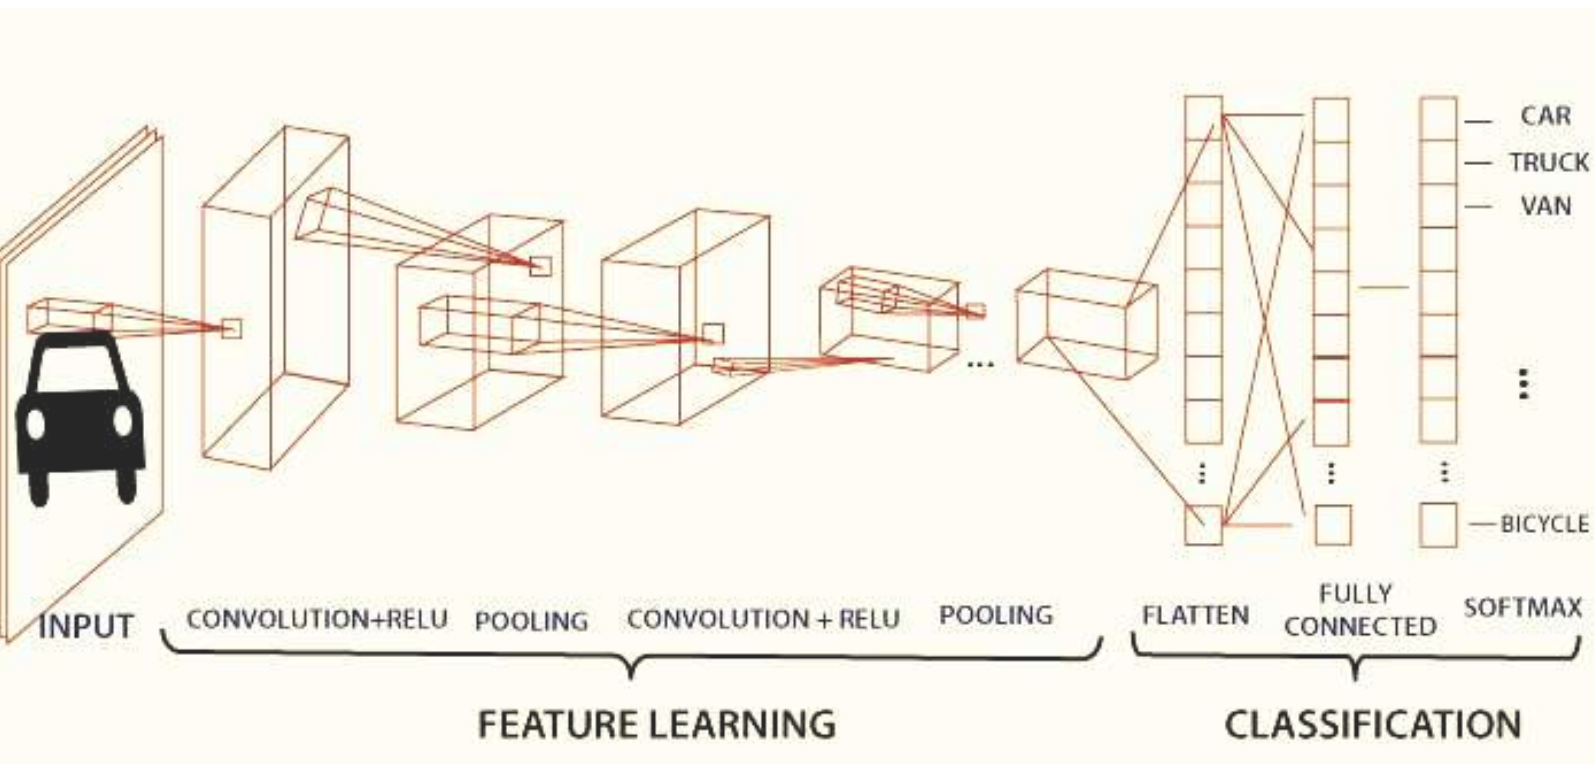 CAR
TRUCK
VAN
BICYCLE
INPUT
CONVOLUTION+RELU
POOLING
CONVOLUTION + RELU
POOLING
FLATTEN
FULLY
CONNECTED
SOFTMAX
FEATURE LEARNING
CLASSIFICATION